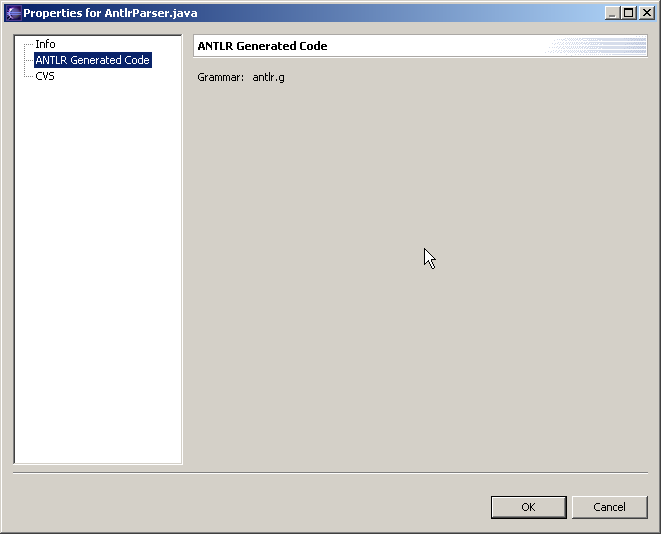 Properties for AntlrParser.java
Info
ANTLR Generated Code
CVS
ANTLR Generated Code
Grammar: antlr.g
OK
Cancel